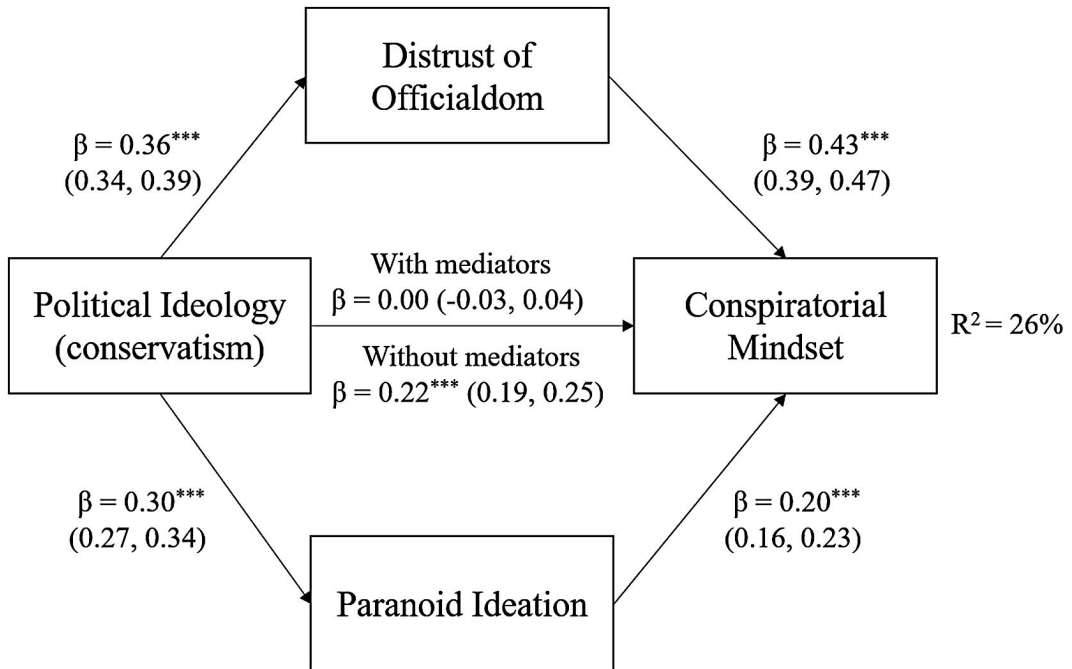 Distrust of
Officialdom
β = 0.36***
(0.34, 0.39)
β = 0.43***
(0.39, 0.47)
Political Ideology
(conservatism)
With mediators
β = 0.00 (-0.03, 0.04)
Without mediators
β = 0.22*** (0.19, 0.25)
Conspiratorial
Mindset
R² = 26%
β = 0.30***
(0.27, 0.34)
β = 0.20***
(0.16, 0.23)
Paranoid Ideation